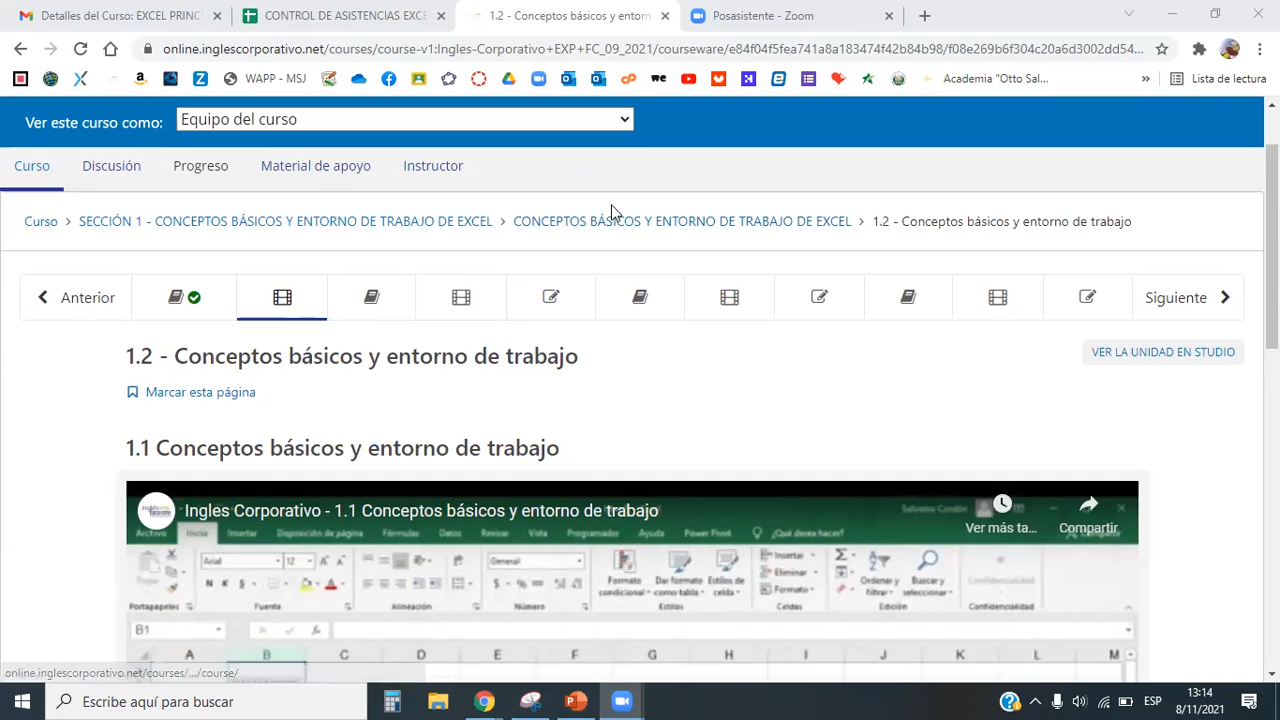 Detalles del Curso: EXCEL PRINC
CONTROL DE ASISTENCIAS EXCE
1.2 - Conceptos básicos y entorn
Posasistente - Zoom
online.inglescorporativo.net/courses/course-v1:Ingles-Corporativo+EXP+FC_09_2021/courseware/e84f04f5fea741a8a183474f42b84b98/f08e269b6f304c20a6d3002dd54...
WAPP - MSJ
Academia "Otto Sal...
Lista de lectura
Ver este curso como:
Equipo del curso
Curso
Discusión
Progreso
Material de apoyo
Instructor
Curso > SECCIÓN 1 - CONCEPTOS BÁSICOS Y ENTORNO DE TRABAJO DE EXCEL > CONCEPTOS BÁSICOS Y ENTORNO DE TRABAJO DE EXCEL > 1.2 - Conceptos básicos y entorno de trabajo
Anterior
Siguiente
1.2 - Conceptos básicos y entorno de trabajo
VER LA UNIDAD EN STUDIO
Marcar esta página
1.1 Conceptos básicos y entorno de trabajo
Ingles Corporativo - 1.1 Conceptos básicos y entorno de trabajo
Ver más ta...
Compartir
Archivo Inicio Insertar Disposición de página Fórmulas Datos Revisar Vista Programador Ayuda Power Pivot ¿Qué desea hacer?
Arial 12
General
Formato condicional
Dar formato como tabla
Estilos de celda
Insertar
Eliminar
Formato
Ordenar y filtrar
Buscar y seleccionar
Confidencialidad
Portapapeles Fuente Alineación Número Estilos Celdas Edición Confidencialidad
B1
A B C D E F G H I J K L M
online.inglescorporativo.net/courses/.../course/
Escribe aquí para buscar
ESP
13:14
8/11/2021